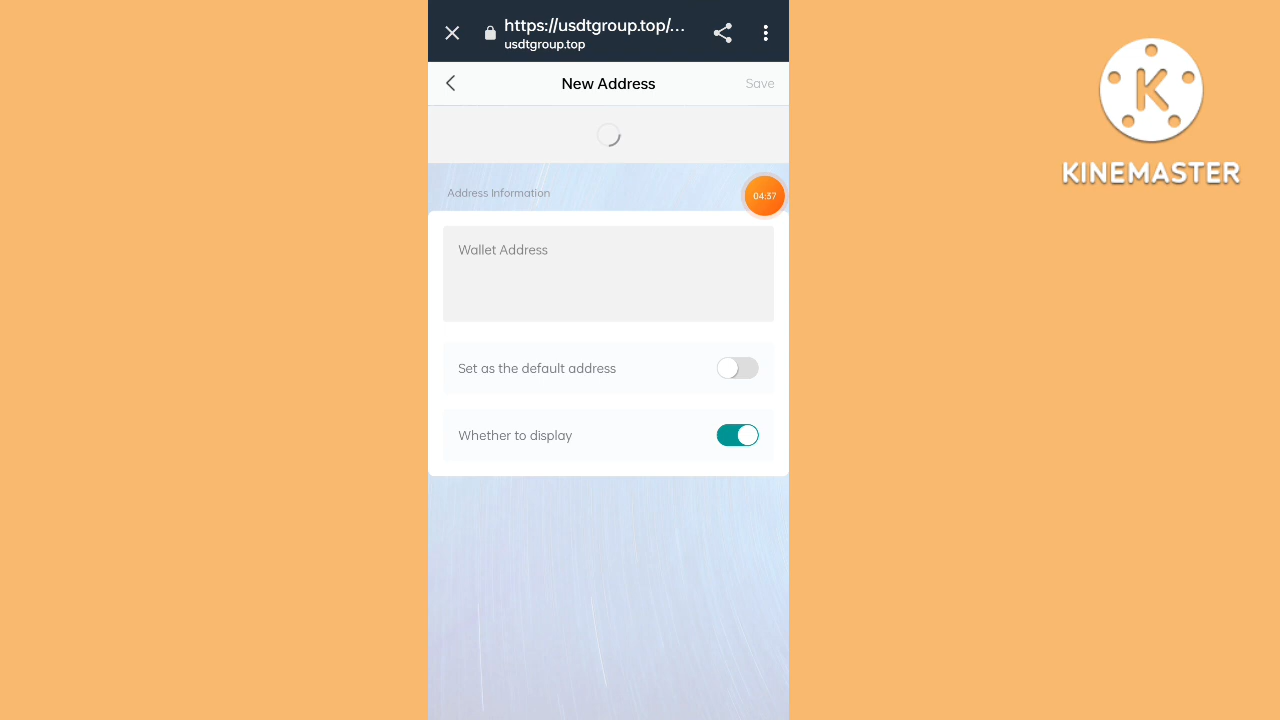 https://usdtgroup.top/...
usdtgroup.top
New Address
Save
Address Information
04:37
Wallet Address
Set as the default address
Whether to display
K
KINEMASTER